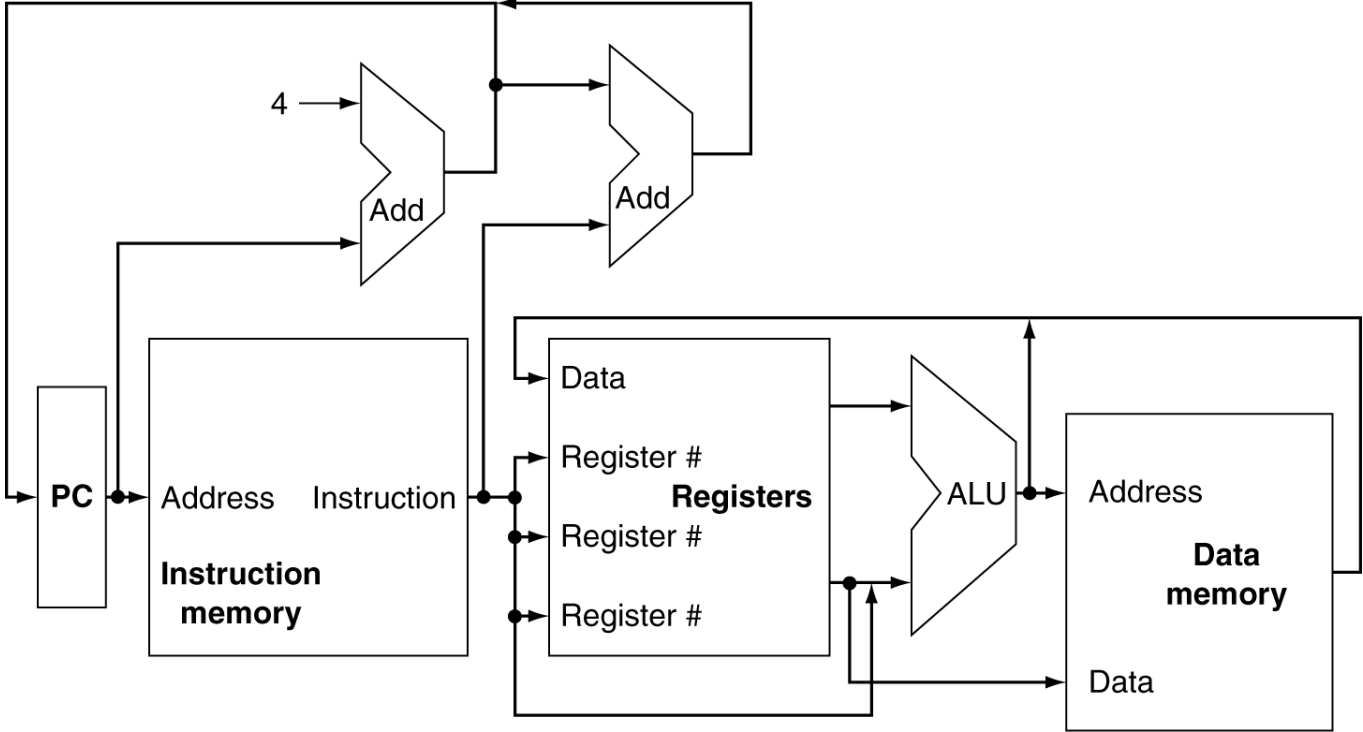 4
Add
Add
Data
Register #
Registers
Register #
Register #
PC
Address
Instruction
Instruction
memory
ALU
Address
Data
memory
Data